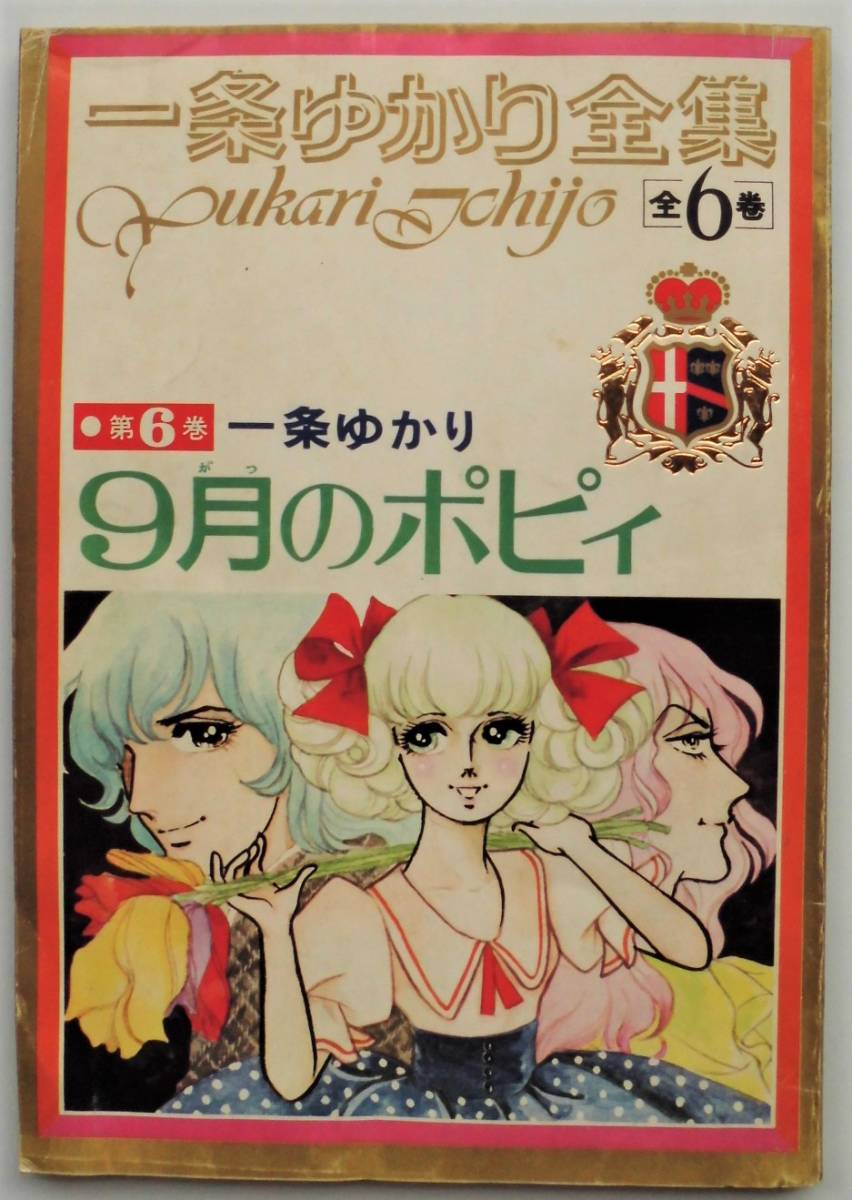 一条ゆかり全集
Yukari Ichijo
全6巻
●第6巻 一条ゆかり
がつ
9月のポピィ